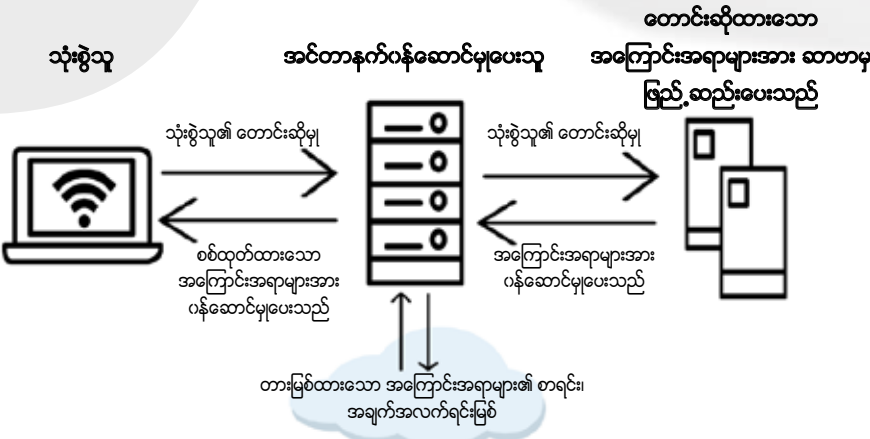 သုံးစွဲသူ
အင်တာနက်ဝန်ဆောင်မှုပေးသူ
တောင်းဆိုထားသော
အကြောင်းအရာများအား ဆာဗာမှ
ဖြည့်ဆည်းပေးသည်
သုံးစွဲသူ၏ တောင်းဆိုမှု
သုံးစွဲသူ၏ တောင်းဆိုမှု
စစ်ထုတ်ထားသော
အကြောင်းအရာများအား
ဝန်ဆောင်မှုပေးသည်
အကြောင်းအရာများအား
ဝန်ဆောင်မှုပေးသည်
တားမြစ်ထားသော အကြောင်းအရာများ၏ စာရင်း၊
အချက်အလက်ရင်းမြစ်